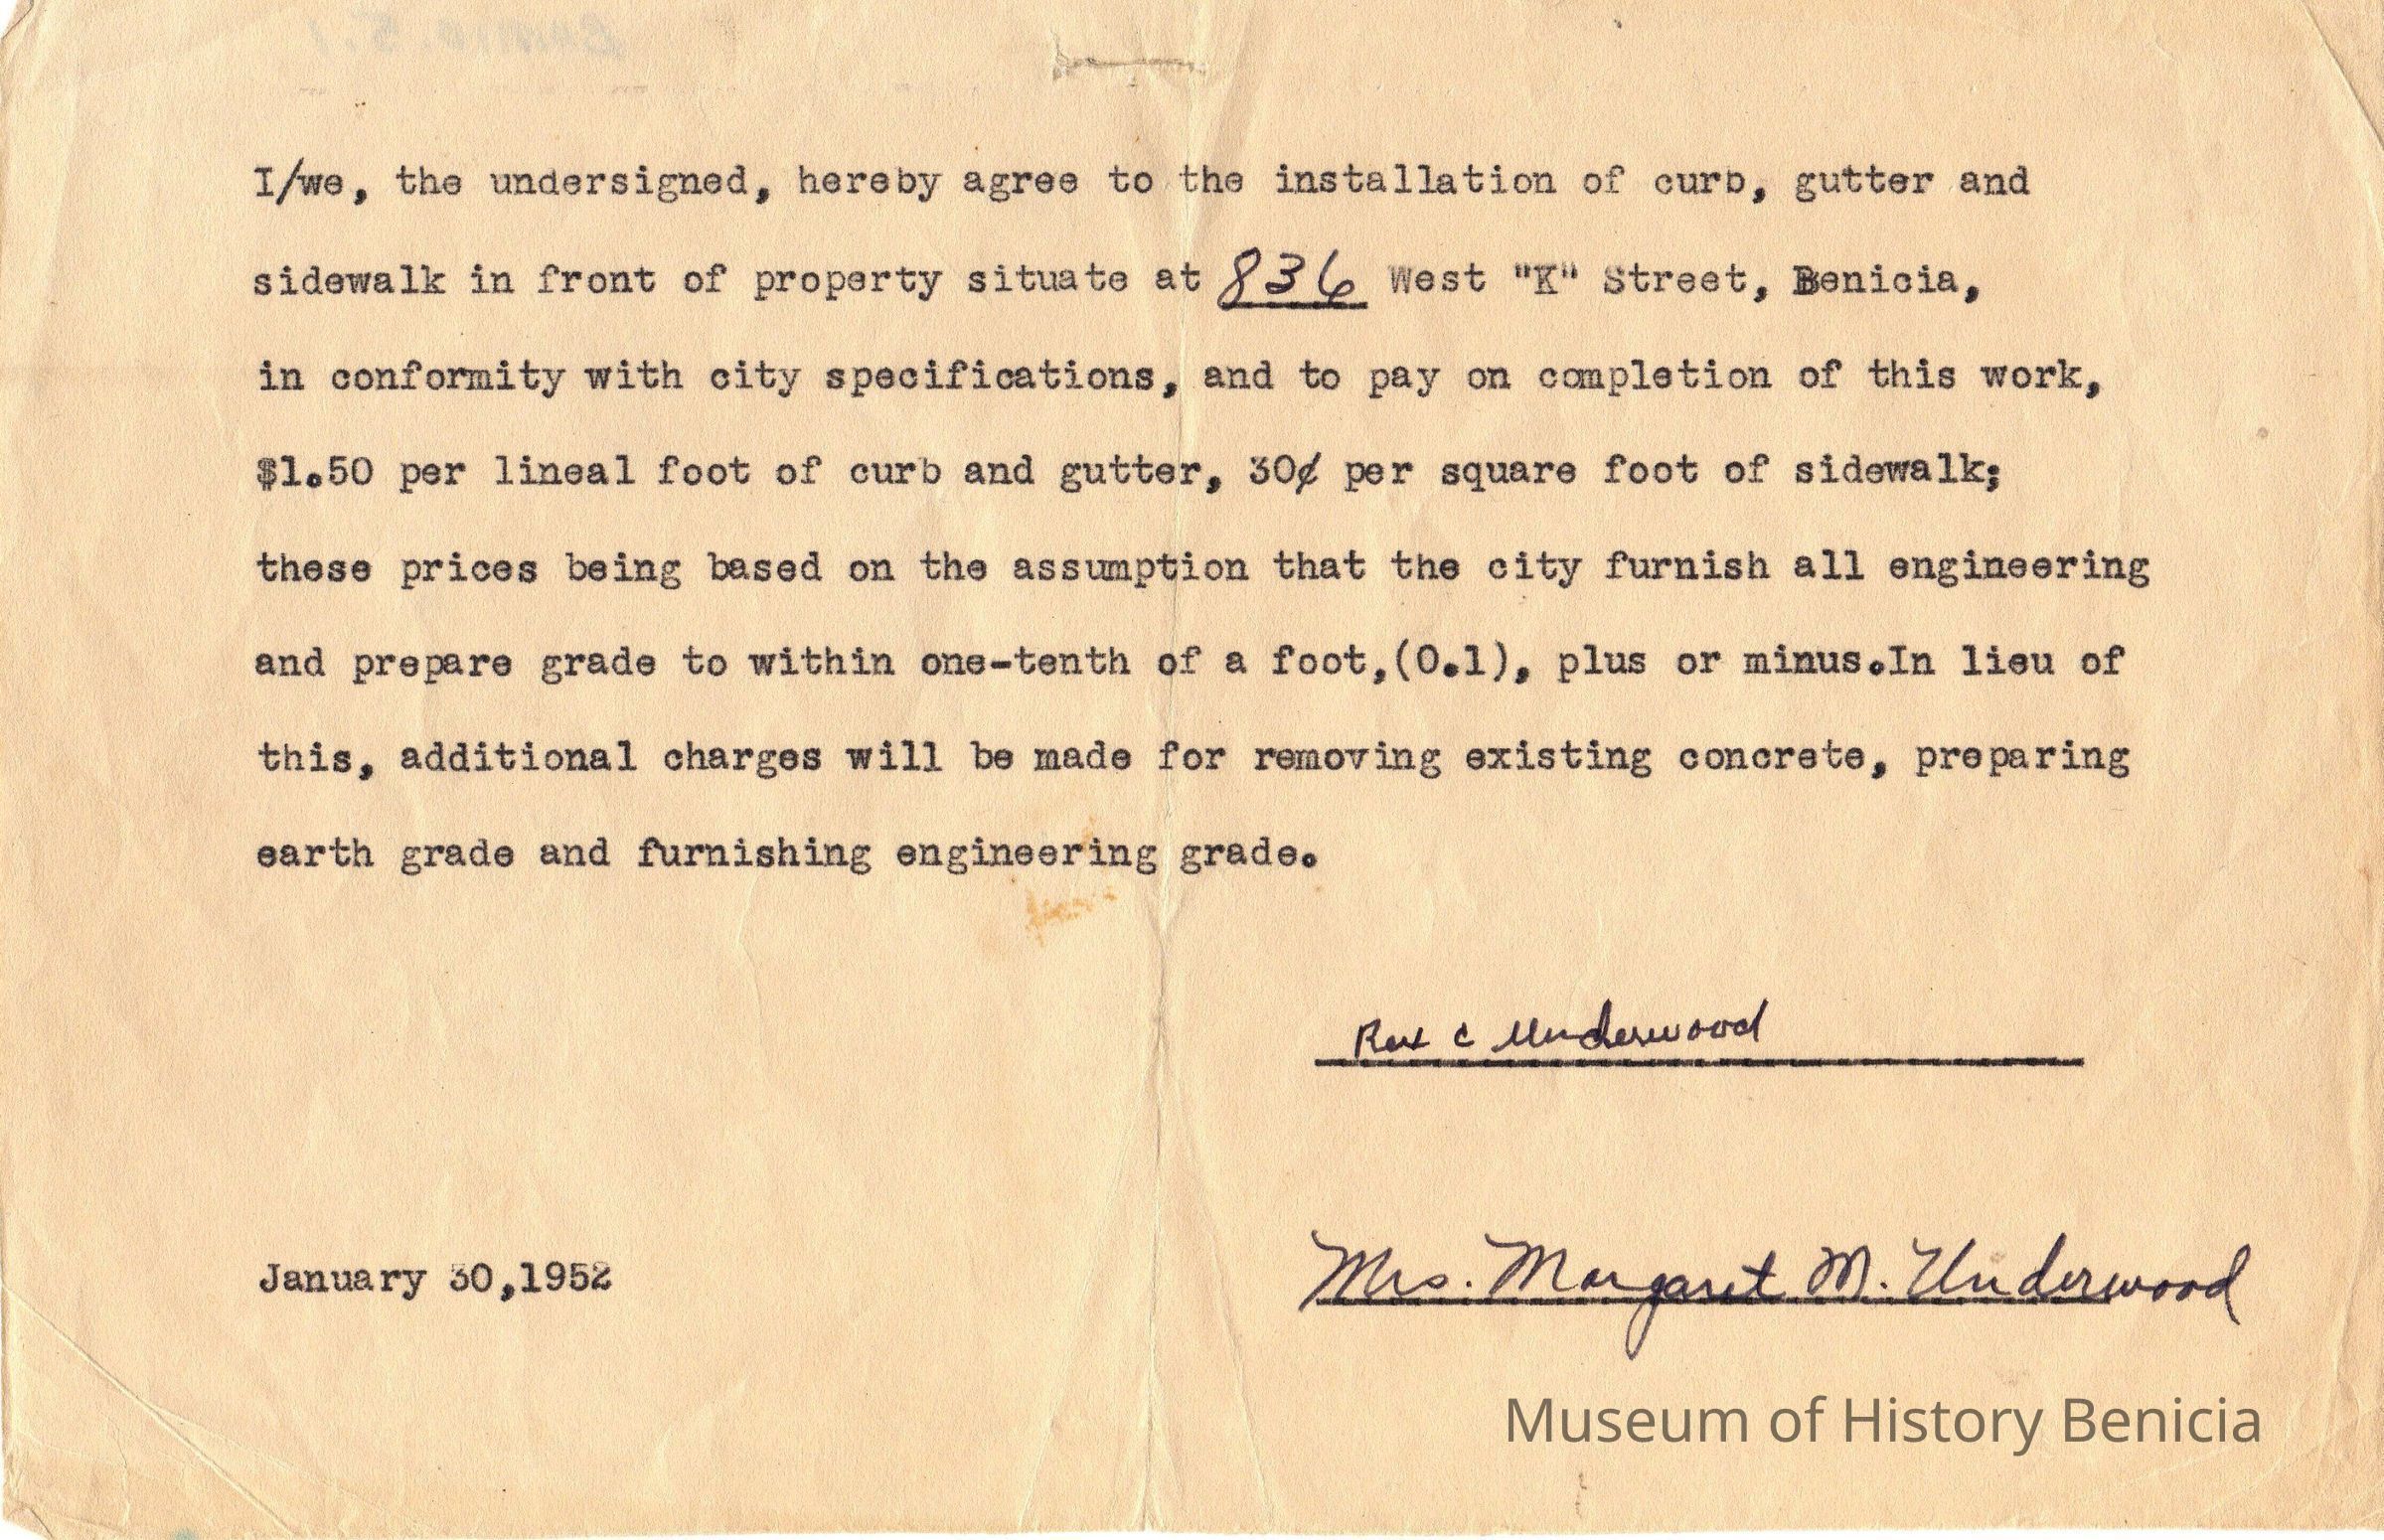 I/we, the undersigned, hereby agree to the installation of curb, gutter and
sidewalk in front of property situate at 836 West "K" Street, Benicia,
in conformity with city specifications, and to pay on completion of this work,
$1.50 per lineal foot of curb and gutter, 30¢ per square foot of sidewalk;
these prices being based on the assumption that the city furnish all engineering
and prepare grade to within one-tenth of a foot,(0.1), plus or minus.In lieu of
this, additional charges will be made for removing existing concrete, preparing
earth grade and furnishing engineering grade.
Rex C Underwood
January 30,1952
Mrs. Margaret M. Underwood
Museum of History Benicia